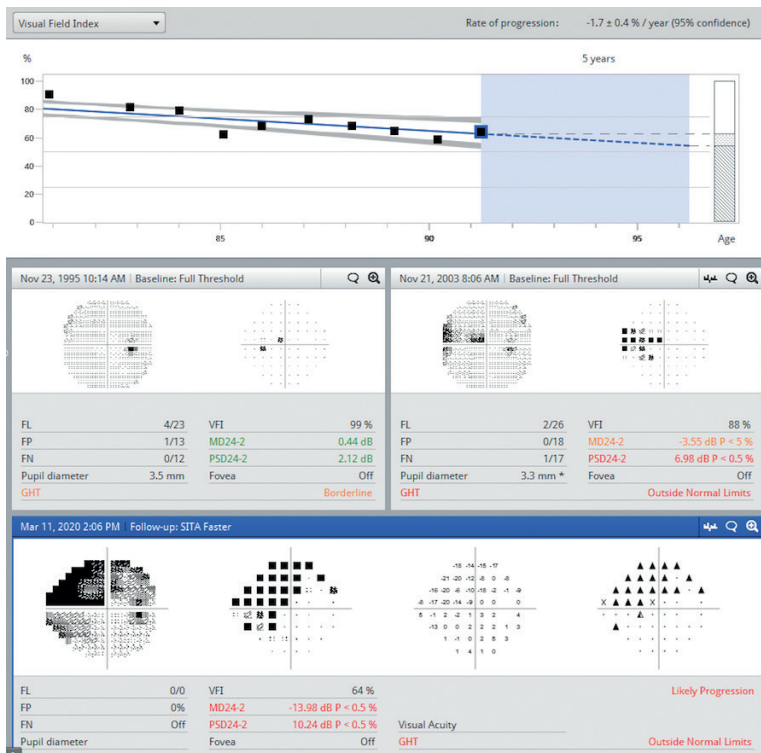 Visual Field Index
Rate of progression: -1.7 ± 0.4 % / year (95% confidence)
% 5 years
100
80
60
40
20
0
85 90 95 Age
Nov 23, 1995 10:14 AM | Baseline: Full Threshold
FL 4/23 VFI 99 %
FP 1/13 MD24-2 0.44 dB
FN 0/12 PSD24-2 2.12 dB
Pupil diameter 3.5 mm Fovea Off
GHT Borderline
Nov 21, 2003 8:06 AM | Baseline: Full Threshold
FL 2/26 VFI 88 %
FP 0/18 MD24-2 -3.55 dB P < 5 %
FN 1/17 PSD24-2 6.98 dB P < 0.5 %
Pupil diameter 3.3 mm * Fovea Off
GHT Outside Normal Limits
Mar 11, 2020 2:06 PM | Follow-up: SITA Faster
-18 -14 -15 -17
-21 -20 -12 -8 0 -8
-16 -20 -6 -10 -18 -2 -1 -9
-8 -17 -20 -14 -9 0 0 0
5 -1 2 -2 1 3 2 4
-13 0 0 2 2 2 1 3
1 -1 0 2 5 3
1 4 1 0
X X
FL 0/0 VFI 64 % Likely Progression
FP 0% MD24-2 -13.98 dB P < 0.5 %
FN Off PSD24-2 10.24 dB P < 0.5 % Visual Acuity
Pupil diameter Fovea Off GHT Outside Normal Limits